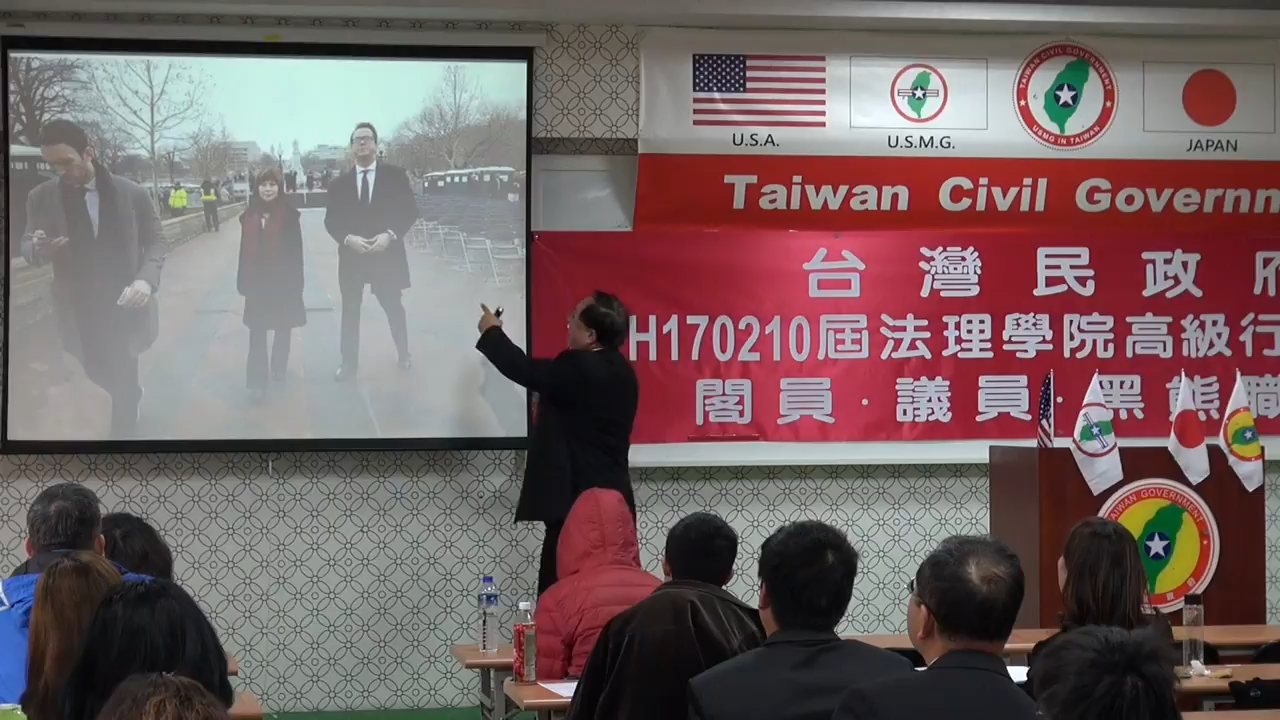 U.S.A.
U.S.M.G.
TAIWAN CIVIL GOVERNMENT
USMG IN TAIWAN
JAPAN
Taiwan Civil Governm
台灣民政府
H170210屆法理學院高級行
閣員·議員·黑熊職
TAIWAN GOVERNMENT